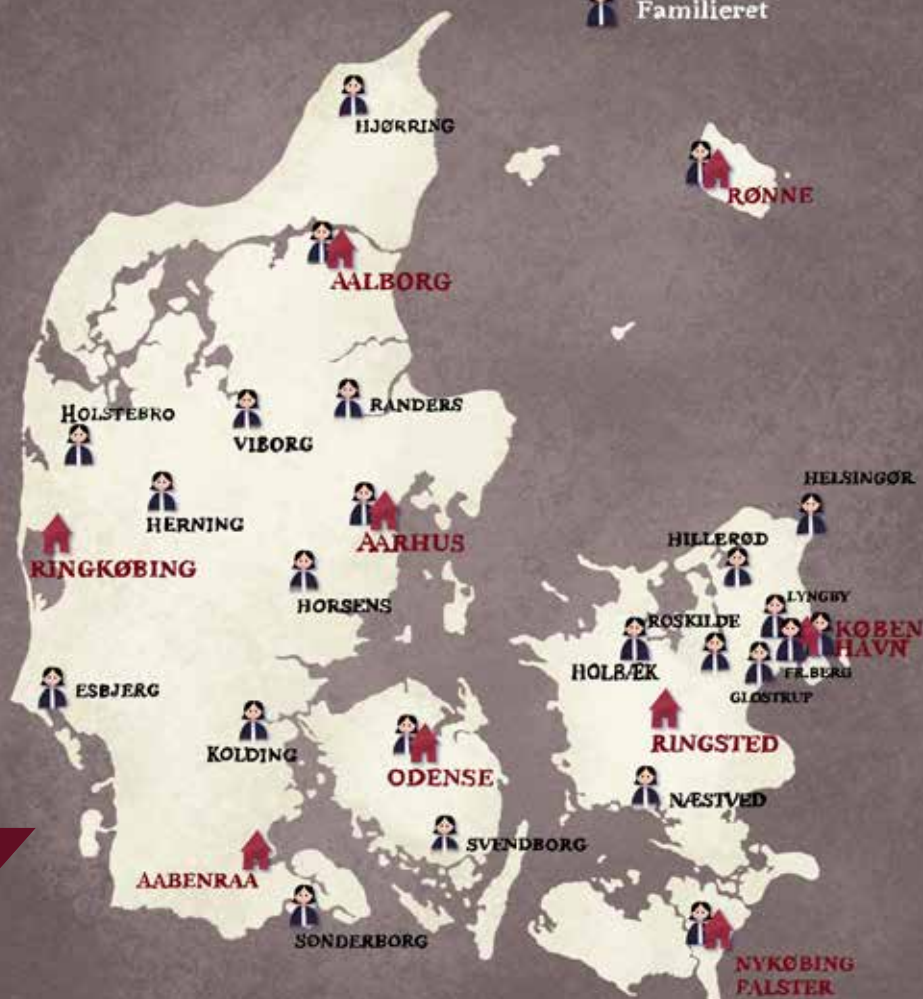 Familieret
HJØRRING
RØNNE
AALBORG
HOLSTEBRO
VIBORG
RANDERS
HELSINGØR
HERNING
AARHUS
HILLERØD
RINGKØBING
HORSENS
LYNGBY
ROSKILDE
KØBEN
HAVN
HOLBÆK
FR.BERG
GLOSTRUP
ESBJERG
KOLDING
ODENSE
RINGSTED
NÆSTVED
SVENDBORG
AABENRAA
SONDERBORG
NYKØBING
FALSTER